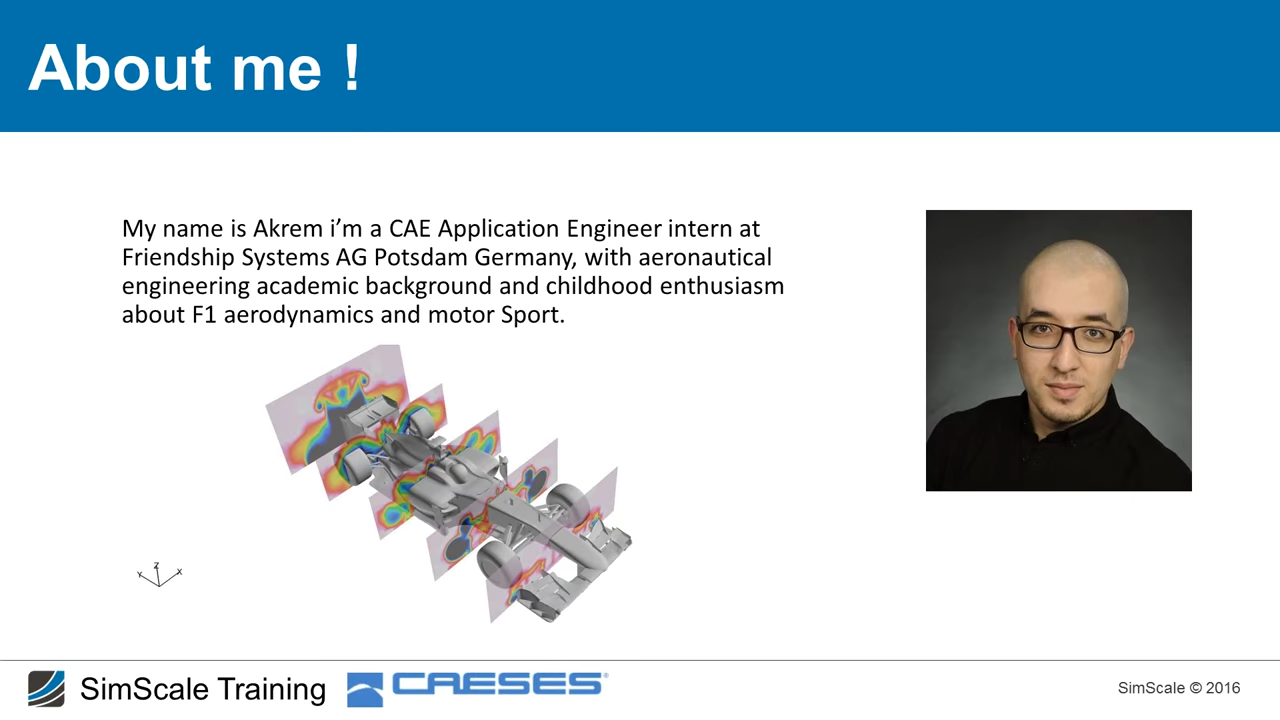 About me !
My name is Akrem i’m a CAE Application Engineer intern at
Friendship Systems AG Potsdam Germany, with aeronautical
engineering academic background and childhood enthusiasm
about F1 aerodynamics and motor Sport.
Z
Y X
SimScale Training
CAESES®
SimScale © 2016